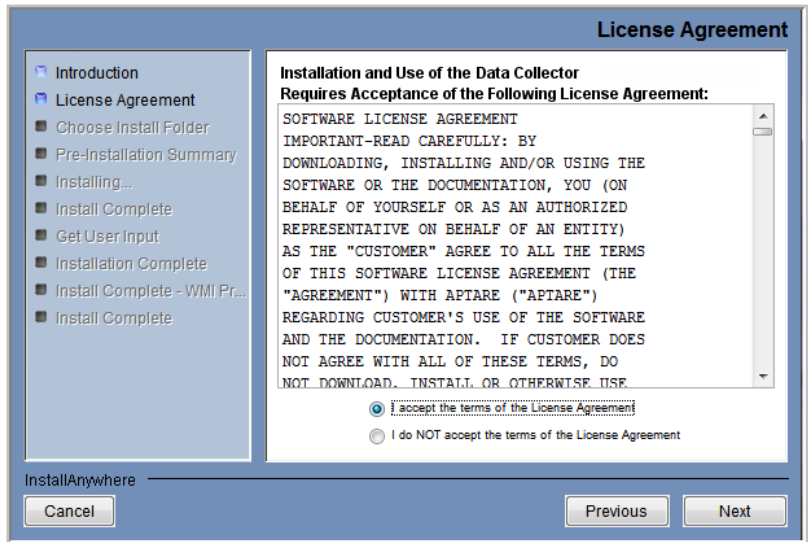 License Agreement
Introduction
License Agreement
Choose Install Folder
Pre-Installation Summary
Installing...
Install Complete
Get User Input
Installation Complete
Install Complete - WMI Pr...
Install Complete
Installation and Use of the Data Collector
Requires Acceptance of the Following License Agreement:
SOFTWARE LICENSE AGREEMENT
IMPORTANT-READ CAREFULLY: BY
DOWNLOADING, INSTALLING AND/OR USING THE
SOFTWARE OR THE DOCUMENTATION, YOU (ON
BEHALF OF YOURSELF OR AS AN AUTHORIZED
REPRESENTATIVE ON BEHALF OF AN ENTITY)
AS THE "CUSTOMER" AGREE TO ALL THE TERMS
OF THIS SOFTWARE LICENSE AGREEMENT (THE
"AGREEMENT") WITH APTARE ("APTARE")
REGARDING CUSTOMER'S USE OF THE SOFTWARE
AND THE DOCUMENTATION.  IF CUSTOMER DOES
NOT AGREE WITH ALL OF THESE TERMS, DO
NOT DOWNLOAD, INSTALL OR OTHERWISE USE
I accept the terms of the License Agreement
I do NOT accept the terms of the License Agreement
InstallAnywhere
Cancel
Previous
Next